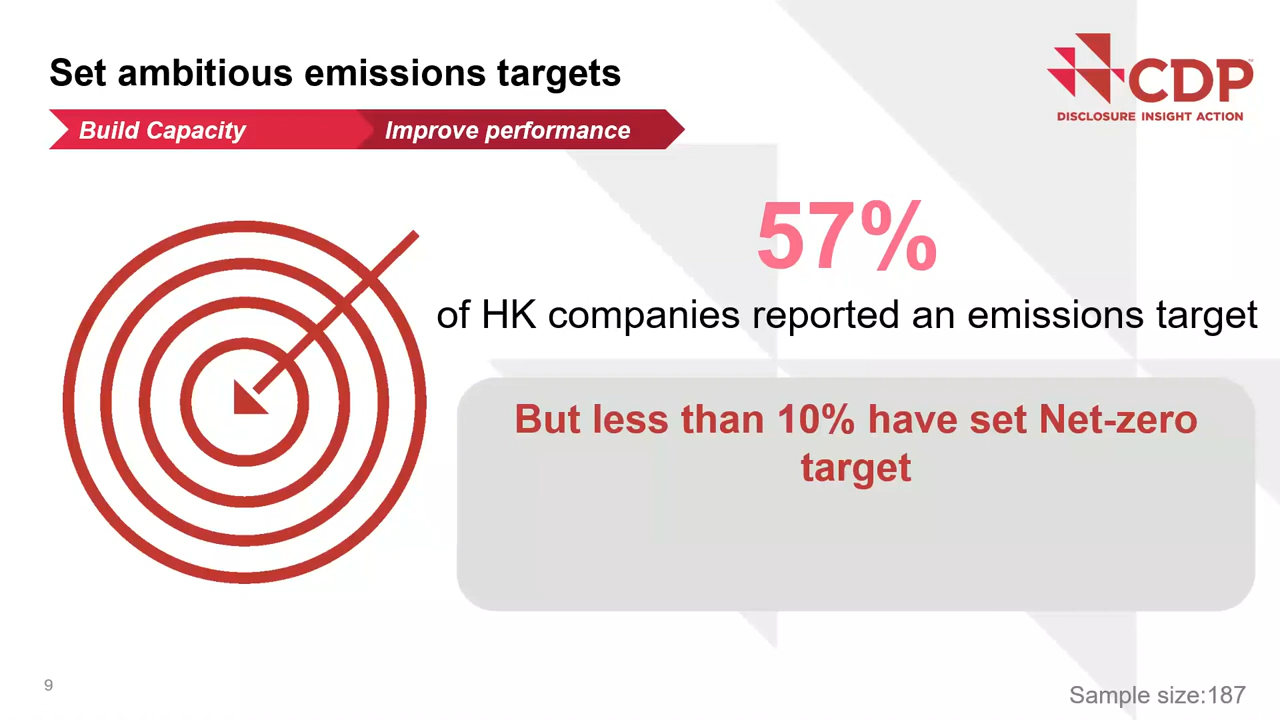 Set ambitious emissions targets
Build Capacity
Improve performance
CDP
DISCLOSURE INSIGHT ACTION
57%
of HK companies reported an emissions target
But less than 10% have set Net-zero
target
9
Sample size:187